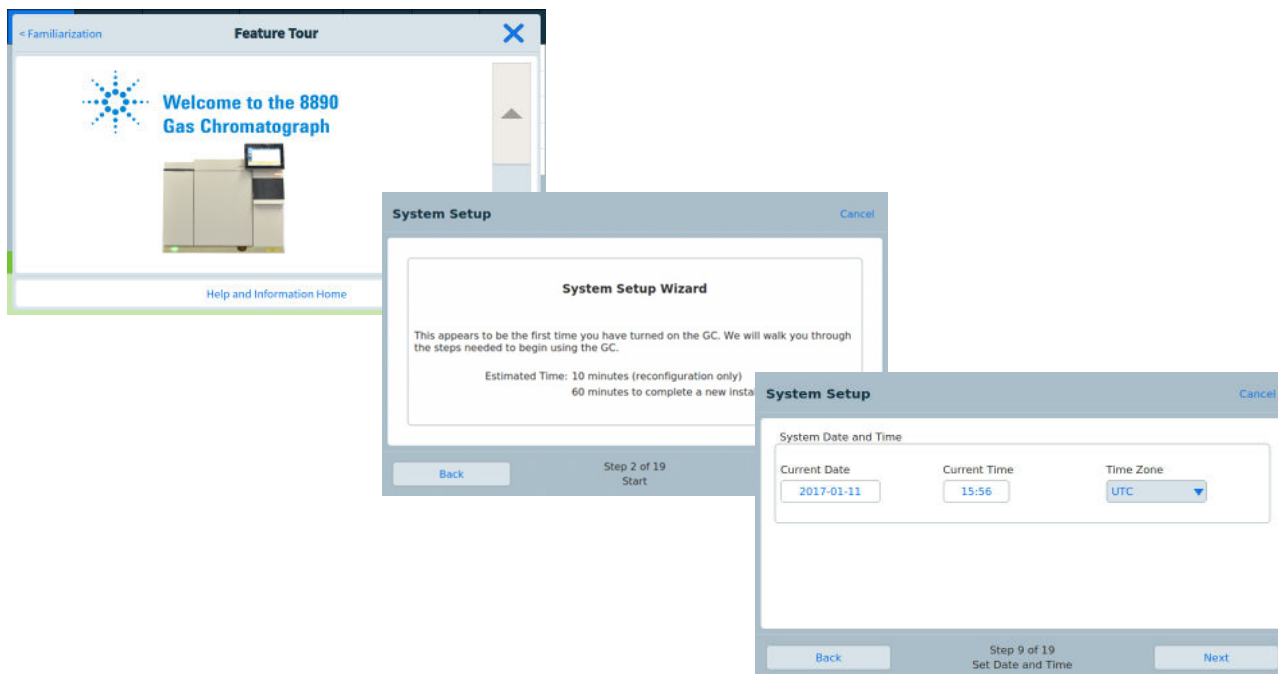 < Familiarization
Feature Tour
Welcome to the 8890
Gas Chromatograph
Help and Information Home
System Setup
Cancel
System Setup Wizard
This appears to be the first time you have turned on the GC. We will walk you through
the steps needed to begin using the GC.
Estimated Time: 10 minutes (reconfiguration only)
60 minutes to complete a new
Back
Step 2 of 19
Start
System Setup
Cancel
System Date and Time
Current Date
Current Time
Time Zone
2017-01-11
15:56
UTC
Back
Step 9 of 19
Set Date and Time
Next